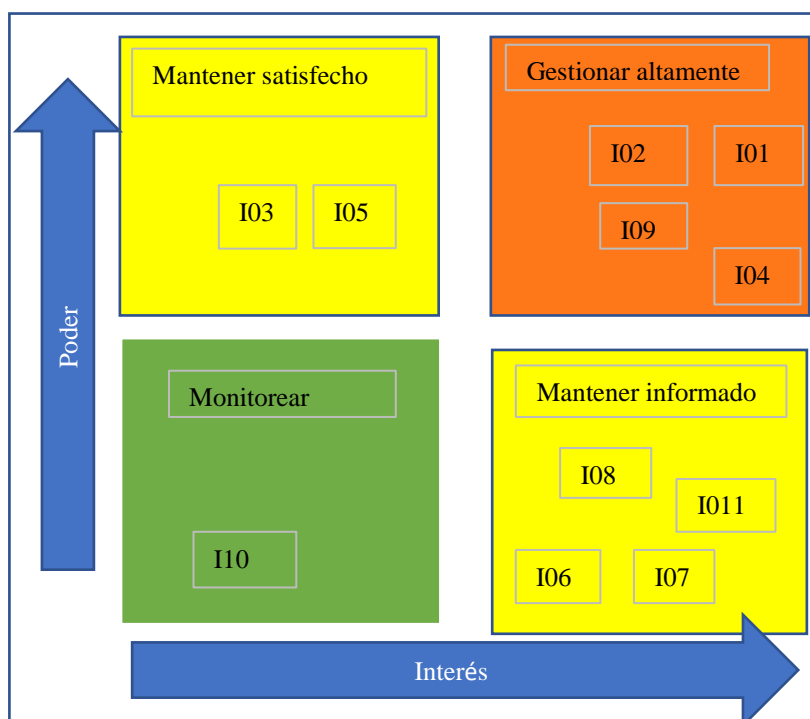 Mantener satisfecho
Gestionar altamente
I02
I01
I03
I05
I09
I04
Poder
Monitorear
Mantener informado
I08
I011
I10
I06
I07
Interés